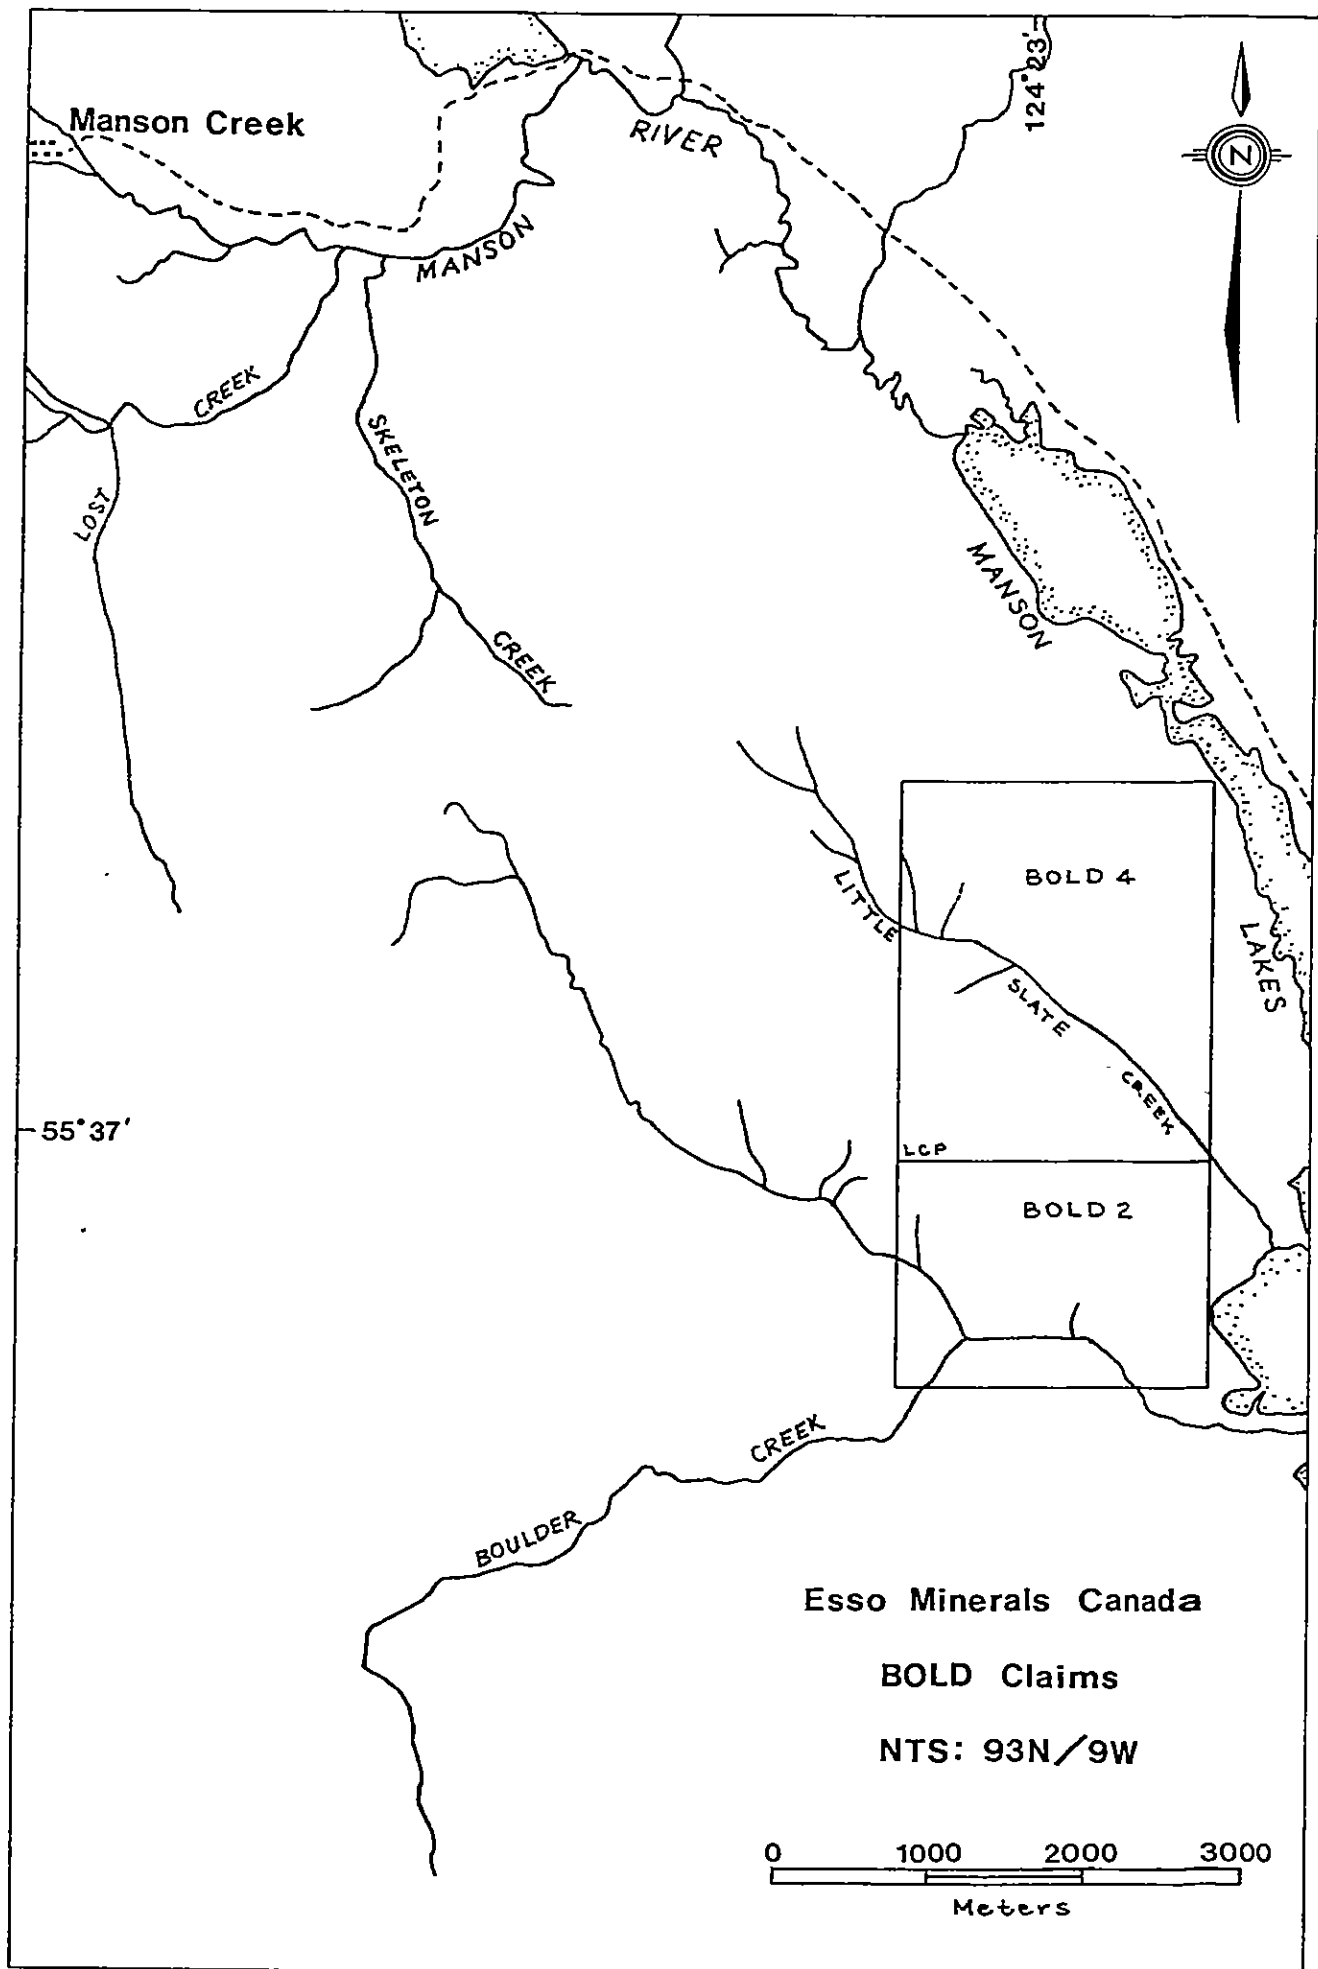 124°23'
Manson Creek
RIVER
N
MANSON
CREEK
SKELETON
LOST
MANSON
CREEK
BOLD 4
LITTLE
LAKES
SLATE
CREEK
55°37'
LCP
BOLD 2
CREEK
BOULDER
Esso Minerals Canada
BOLD Claims
NTS: 93N/9W
0 1000 2000 3000
Meters